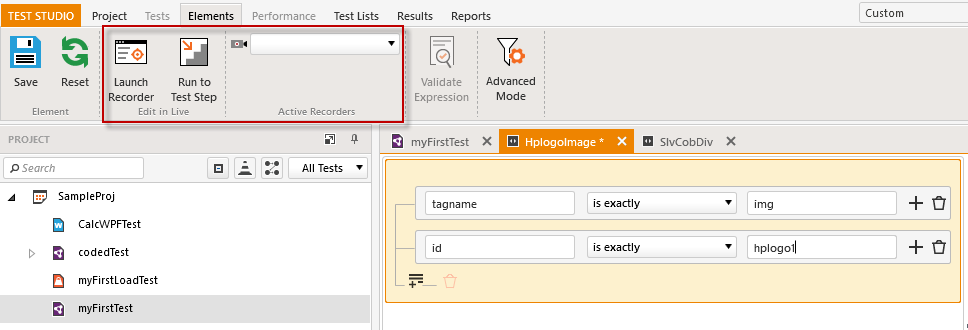 TEST STUDIO Project Tests Elements Performance Test Lists Results Reports Custom
Save Reset Launch Recorder Run to Test Step Validate Expression Advanced Mode
Element Edit in Live Active Recorders
PROJECT
myFirstTest HplogoImage * SlvCobDiv
Search All Tests
SampleProj
CalcWPFTest
codedTest
myFirstLoadTest
myFirstTest
tagname is exactly img
id is exactly hplogo1